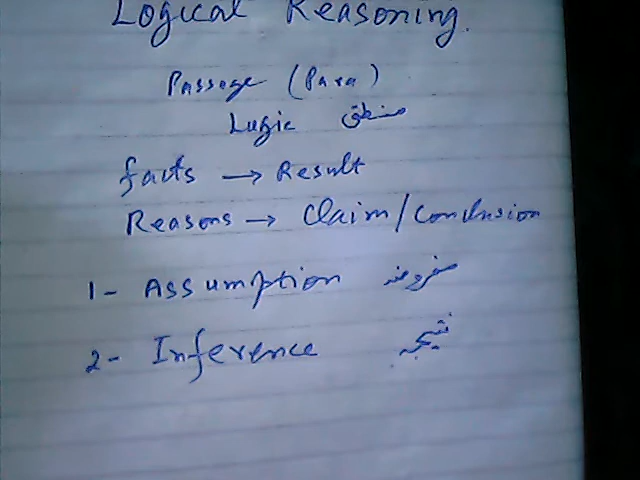 Logical Reasoning.
Passage (Para)
Logic منطق
facts → Result
Reasons → Claim/Conclusion
1- Assumption مفروضہ
2- Inference نتیجہ